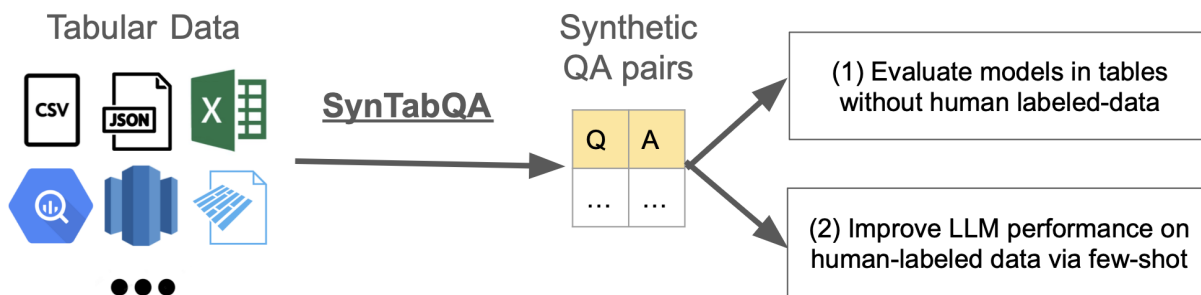 Tabular Data
CSV
JSON
X
SynTabQA
Synthetic
QA pairs
Q A
... ...
(1) Evaluate models in tables
without human labeled-data
(2) Improve LLM performance on
human-labeled data via few-shot